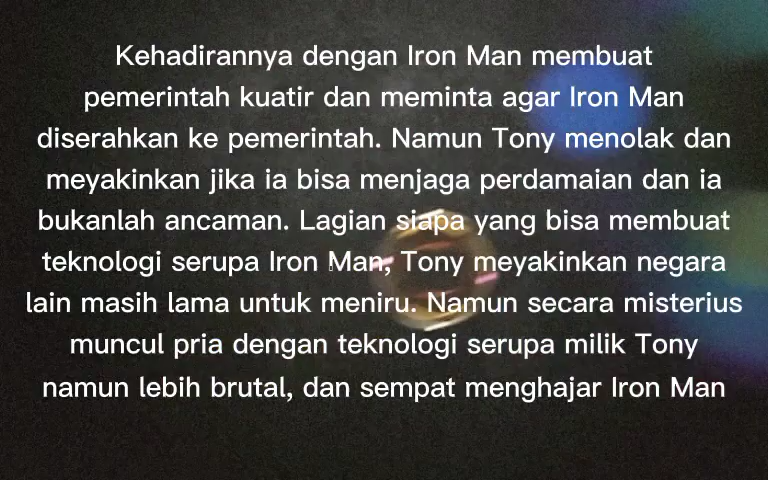 Kehadirannya dengan Iron Man membuat
pemerintah kuatir dan meminta agar Iron Man
diserahkan ke pemerintah. Namun Tony menolak dan
meyakinkan jika ia bisa menjaga perdamaian dan ia
bukanlah ancaman. Lagian siapa yang bisa membuat
teknologi serupa Iron Man, Tony meyakinkan negara
lain masih lama untuk meniru. Namun secara misterius
muncul pria dengan teknologi serupa milik Tony
namun lebih brutal, dan sempat menghajar Iron Man